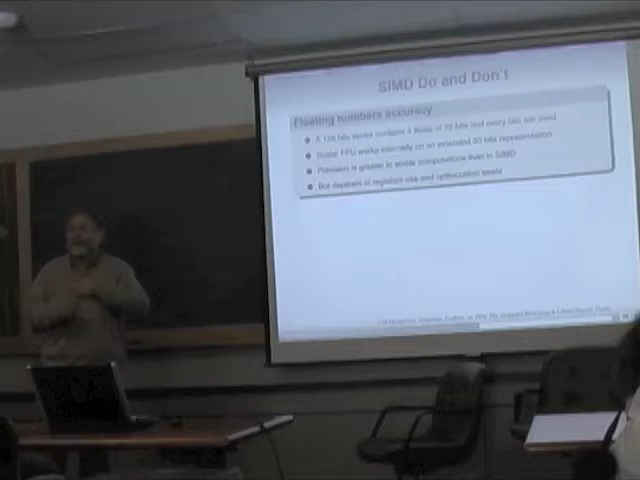 SIMD Do and Don't
Floating numbers accuracy
A 128 bits vector contains 4 floats of 32 bits and every bits are used
Scalar FPU works internally on an extended 80 bits representation
Precision is greater in scalar computations than in SIMD
But depends of registers use and optimization levels